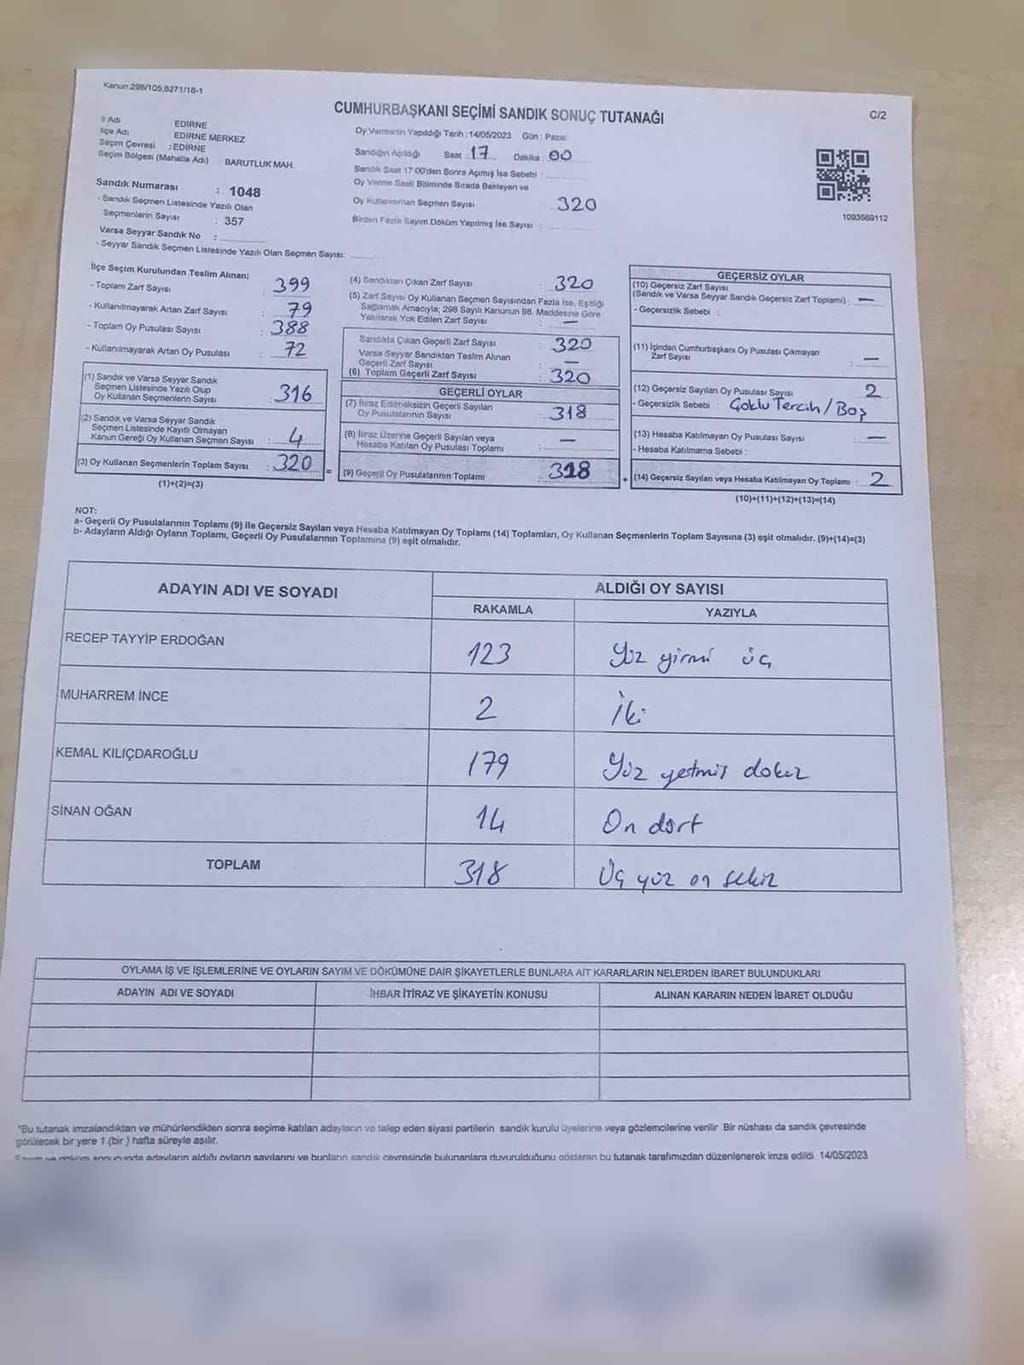 Kanun:298/105,6271/18-1
CUMHURBAŞKANI SEÇİMİ SANDIK SONUÇ TUTANAĞI
C/2
İl Adı : EDİRNE
İlçe Adı : EDİRNE MERKEZ
Seçim Çevresi : EDİRNE
Seçim Bölgesi (Mahalle Adı) : BARUTLUK MAH.
Sandık Numarası : 1048
- Sandık Seçmen Listesinde Yazılı Olan
Seçmenlerin Sayısı : 357
Varsa Seyyar Sandık No :
- Seyyar Sandık Seçmen Listesinde Yazılı Olan Seçmen Sayısı:
Oy Vermenin Yapıldığı Tarih :14/05/2023 Gün : Pazar
Sandığın Açıldığı Saat : 17 Dakika : 00
Sandık Saat 17:00'den Sonra Açılmış İse Sebebi :
Oy Verme Saati Bitiminde Sırada Bekleyen ve
Oy Kullandırılan Seçmen Sayısı : 320
Birden Fazla Sayım Döküm Yapılmış İse Sayısı :
1093569112
İlçe Seçim Kurulundan Teslim Alınan;
- Toplam Zarf Sayısı : 399
- Kullanılmayarak Artan Zarf Sayısı : 79
- Toplam Oy Pusulası Sayısı : 388
- Kullanılmayarak Artan Oy Pusulası : 72
(1) Sandık ve Varsa Seyyar Sandık
Seçmen Listesinde Yazılı Olup
Oy Kullanan Seçmenlerin Sayısı : 316
(2) Sandık ve Varsa Seyyar Sandık
Seçmen Listesinde Kayıtlı Olmayan
Kanun Gereği Oy Kullanan Seçmen Sayısı : 4
(3) Oy Kullanan Seçmenlerin Toplam Sayısı : 320 =
(1)+(2)=(3)
(4) Sandıktan Çıkan Zarf Sayısı : 320
(5) Zarf Sayısı Oy Kullanan Seçmen Sayısından Fazla ise, Eşitliği
Sağlamak Amacıyla; 298 Sayılı Kanunun 98. Maddesine Göre
Yakılarak Yok Edilen Zarf Sayısı : —
Sandıkta Çıkan Geçerli Zarf Sayısı : 320
Varsa Seyyar Sandıktan Teslim Alınan
Geçerli Zarf Sayısı : —
(6) Toplam Geçerli Zarf Sayısı : 320
GEÇERLİ OYLAR
(7) İtiraz Edilmeksizin Geçerli Sayılan
Oy Pusulalarının Sayısı : 318
(8) İtiraz Üzerine Geçerli Sayılan veya
Hesaba Katılan Oy Pusulası Toplamı : —
(9) Geçerli Oy Pusulalarının Toplamı : 318 +
GEÇERSİZ OYLAR
(10) Geçersiz Zarf Sayısı
(Sandık ve Varsa Seyyar Sandık Geçersiz Zarf Toplamı) : —
- Geçersizlik Sebebi :
(11) İçinden Cumhurbaşkanı Oy Pusulası Çıkmayan
Zarf Sayısı : —
(12) Geçersiz Sayılan Oy Pusulası Sayısı : 2
- Geçersizlik Sebebi : Çoklu Tercih / Boş
(13) Hesaba Katılmayan Oy Pusulası Sayısı : —
- Hesaba Katılmama Sebebi :
(14) Geçersiz Sayılan veya Hesaba Katılmayan Oy Toplamı : 2
(10)+(11)+(12)+(13)=(14)
NOT:
a- Geçerli Oy Pusulalarının Toplamı (9) ile Geçersiz Sayılan veya Hesaba Katılmayan Oy Toplamı (14) Toplamları, Oy Kullanan Seçmenlerin Toplam Sayısına (3) eşit olmalıdır. (9)+(14)=(3)
b- Adayların Aldığı Oyların Toplamı, Geçerli Oy Pusulalarının Toplamına (9) eşit olmalıdır.
ADAYIN ADI VE SOYADI ALDIĞI OY SAYISI
RAKAMLA YAZIYLA
RECEP TAYYİP ERDOĞAN 123 Yüz yirmi üç
MUHARREM İNCE 2 İki
KEMAL KILIÇDAROĞLU 179 Yüz yetmiş dokuz
SİNAN OĞAN 14 On dört
TOPLAM 318 Üç yüz on sekiz
OYLAMA İŞ VE İŞLEMLERİNE VE OYLARIN SAYIM VE DÖKÜMÜNE DAİR ŞİKAYETLERLE BUNLARA AİT KARARLARIN NELERDEN İBARET BULUNDUKLARI
ADAYIN ADI VE SOYADI İHBAR İTİRAZ VE ŞİKAYETİN KONUSU ALINAN KARARIN NEDEN İBARET OLDUĞU
*Bu tutanak imzalandıktan ve mühürlendikten sonra seçime katılan adayların ve talep eden siyasi partilerin sandık kurulu üyelerine veya gözlemcilerine verilir. Bir nüshası da sandık çevresinde
görülecek bir yere 1 (bir ) hafta süreyle asılır.
Sayım ve döküm sonucunda adayların aldığı oyların sayılarını ve bunların sandık çevresinde bulunanlara duyurulduğunu gösteren bu tutanak tarafımızdan düzenlenerek imza edildi. 14/05/2023